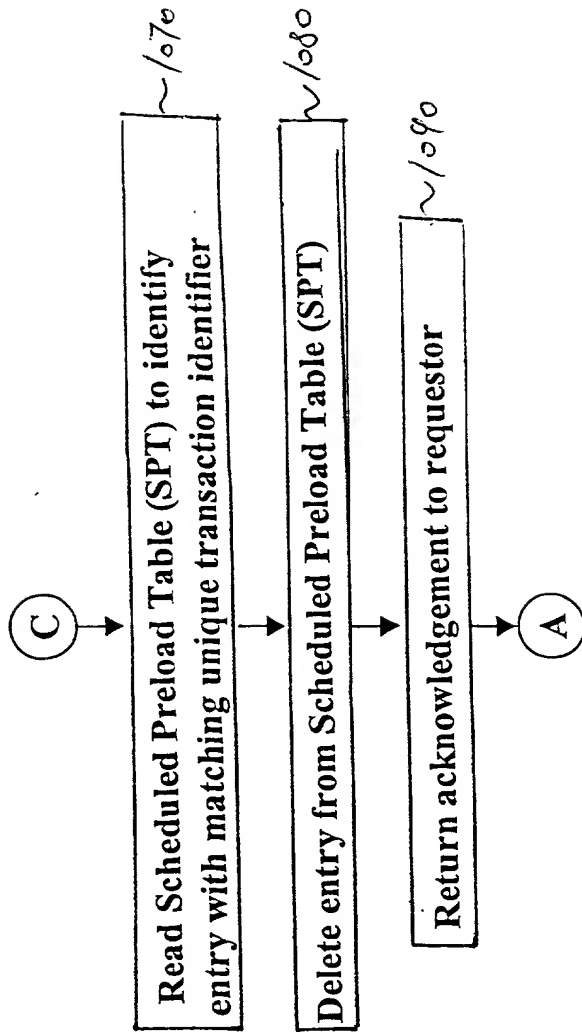 C
Read Scheduled Preload Table (SPT) to identify
entry with matching unique transaction identifier
~1070
Delete entry from Scheduled Preload Table (SPT)
~1080
Return acknowledgement to requestor
~1090
A